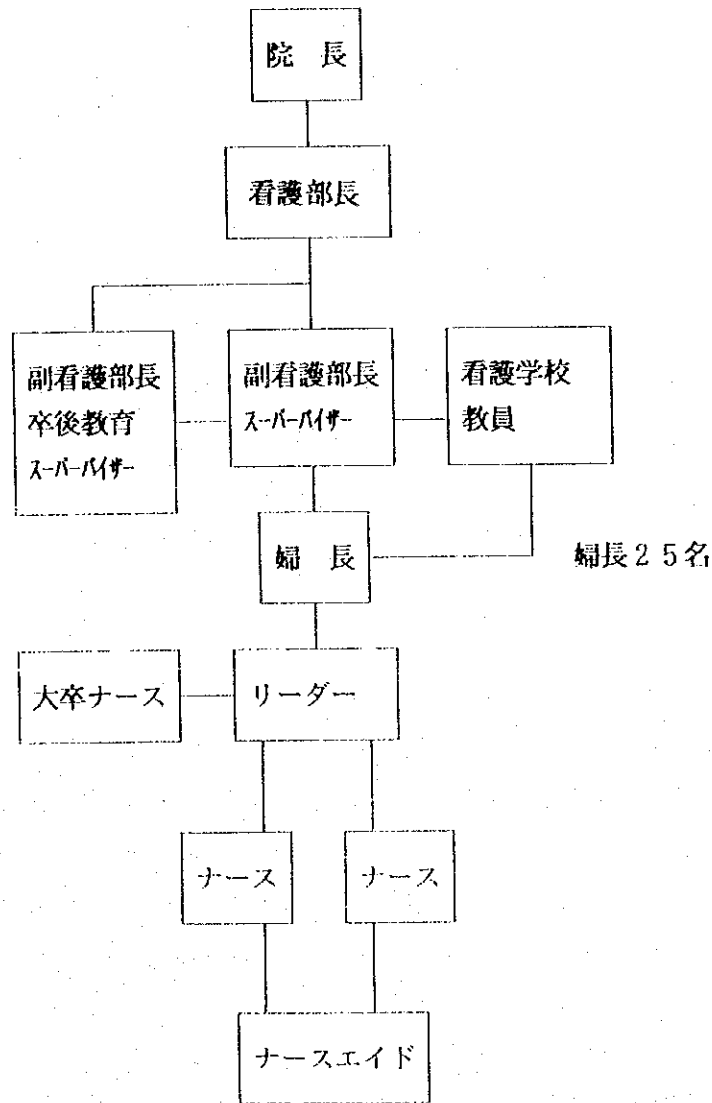 院 長
看護部長
副看護部長
卒後教育
スーパーバイザー
副看護部長
スーパーバイザー
看護学校
教員
婦 長
婦長25名
大卒ナース
リーダー
ナース
ナース
ナースエイド